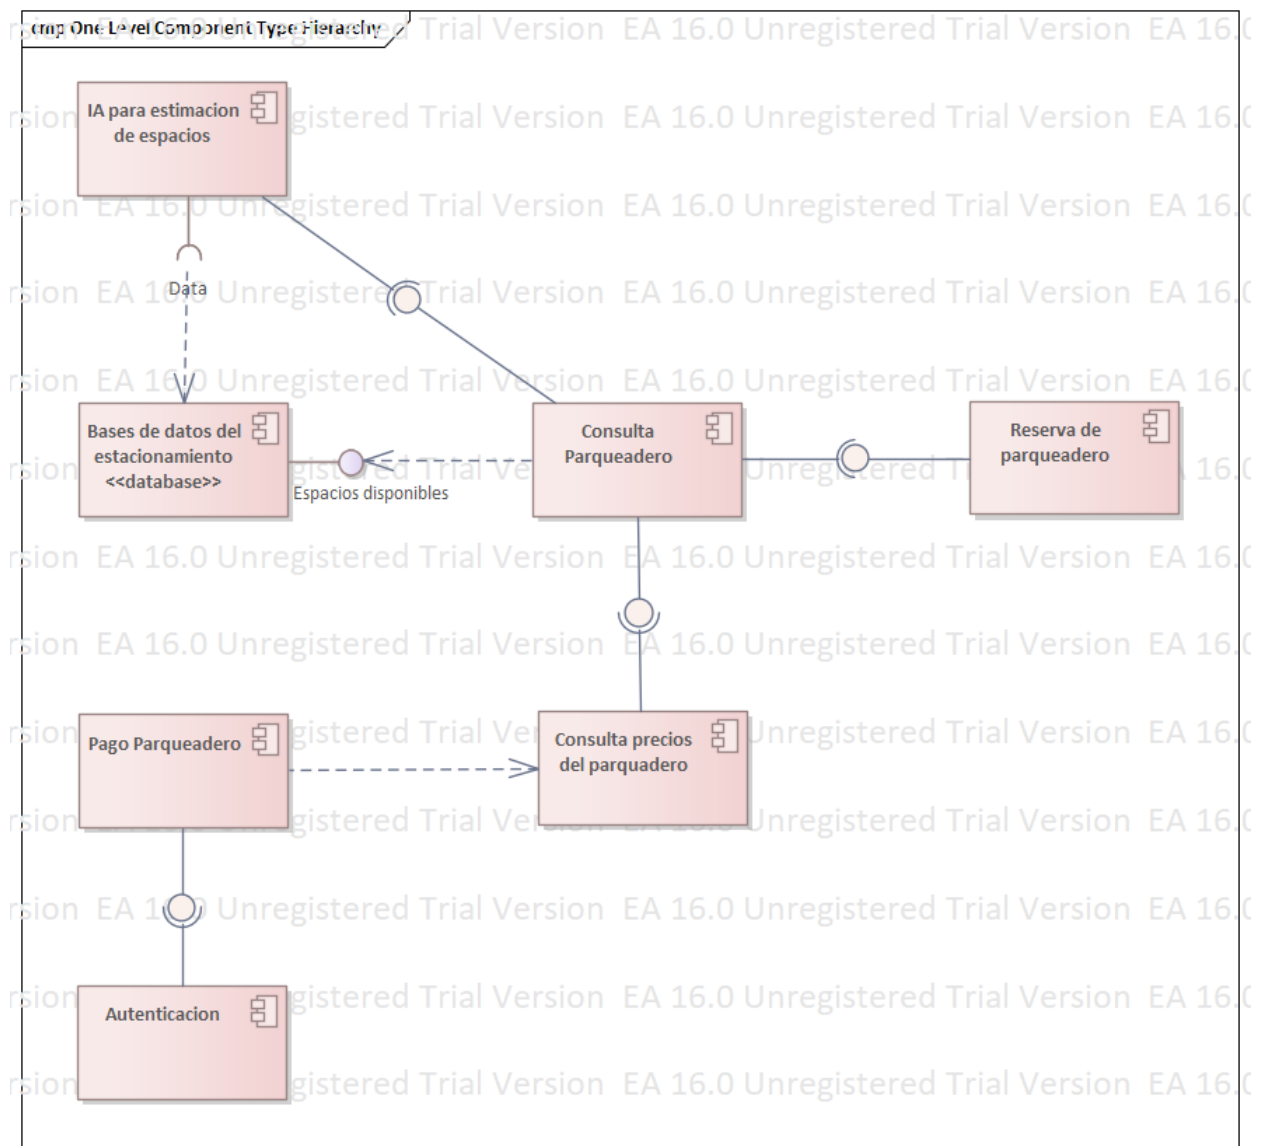 cmp One Level Component Type Hierarchy
IA para estimacion
de espacios
Data
Bases de datos del
estacionamiento
<<database>>
Espacios disponibles
Consulta
Parqueadero
Reserva de
parqueadero
Pago Parqueadero
Consulta precios
del parquadero
Autenticacion
EA 16.0 Unregistered Trial Version EA 16.0 Unregistered Trial Version